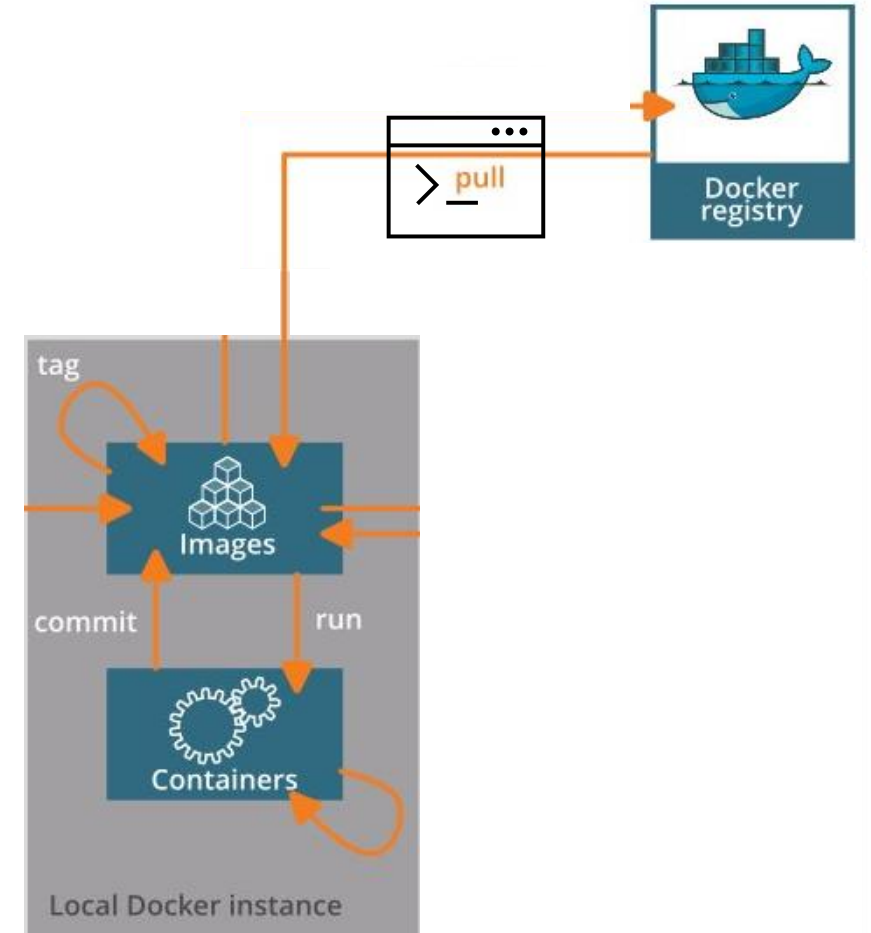 pull
Docker
registry
tag
Images
commit
run
Containers
Local Docker instance